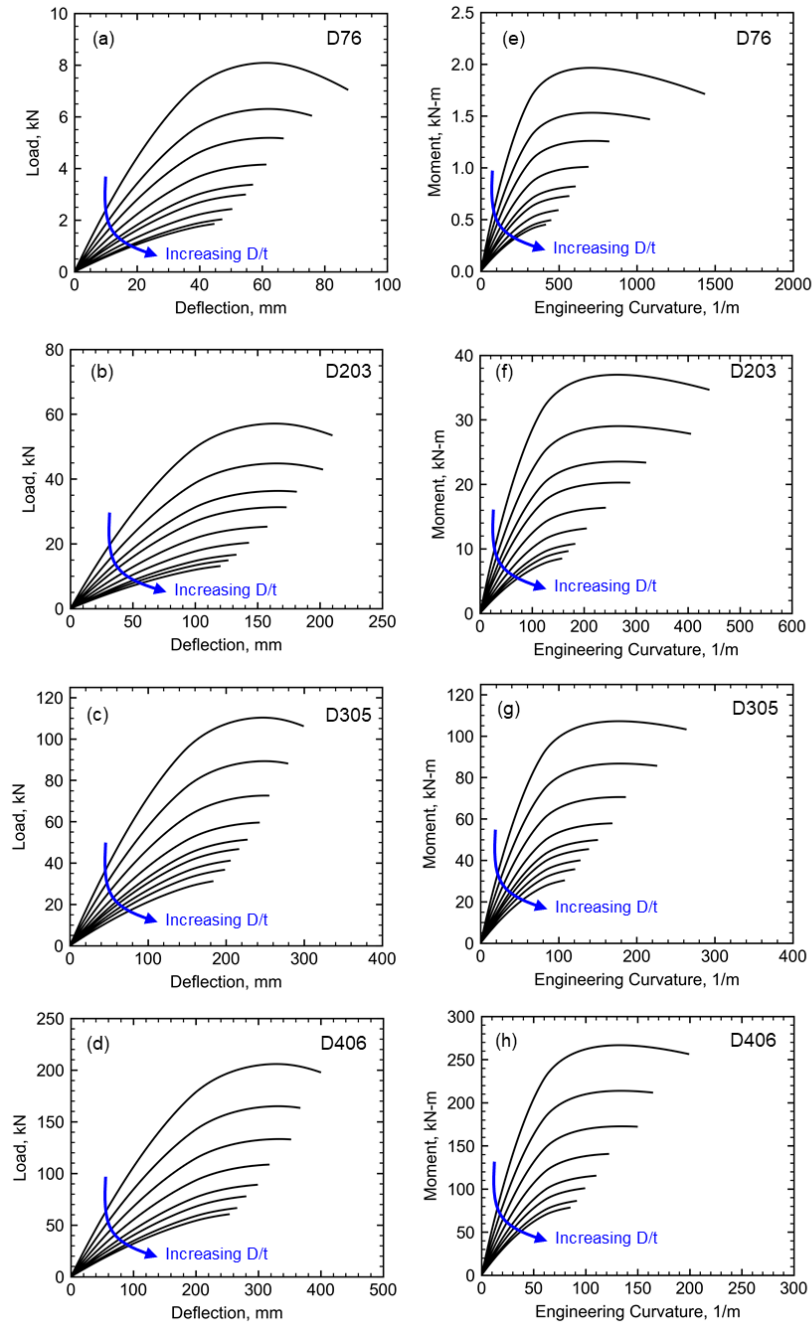 (a) D76
10
8
6
4
2
0
Load, kN
Increasing D/t
0 20 40 60 80 100
Deflection, mm
(e) D76
2.5
2.0
1.5
1.0
0.5
0.0
Moment, kN-m
Increasing D/t
0 500 1000 1500 2000
Engineering Curvature, 1/m
(b) D203
80
60
40
20
0
Load, kN
Increasing D/t
0 50 100 150 200 250
Deflection, mm
(f) D203
40
30
20
10
0
Moment, kN-m
Increasing D/t
0 100 200 300 400 500 600
Engineering Curvature, 1/m
(c) D305
120
100
80
60
40
20
0
Load, kN
Increasing D/t
0 100 200 300 400
Deflection, mm
(g) D305
120
100
80
60
40
20
0
Moment, kN-m
Increasing D/t
0 100 200 300 400
Engineering Curvature, 1/m
(d) D406
250
200
150
100
50
0
Load, kN
Increasing D/t
0 100 200 300 400 500
Deflection, mm
(h) D406
300
250
200
150
100
50
0
Moment, kN-m
Increasing D/t
0 50 100 150 200 250 300
Engineering Curvature, 1/m